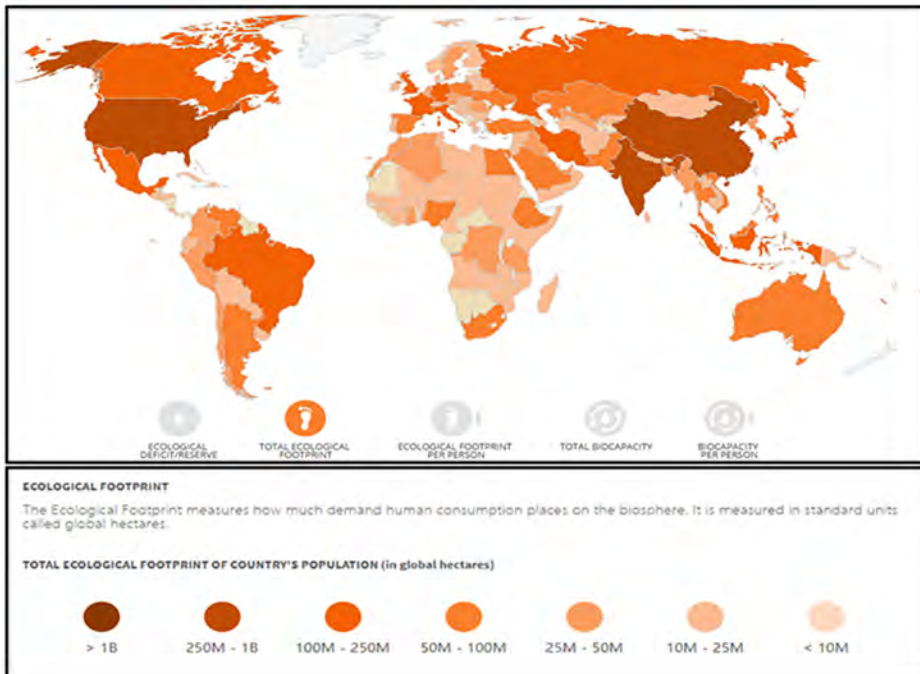 ECOLOGICAL
DEFICIT/RESERVE
TOTAL ECOLOGICAL
FOOTPRINT
ECOLOGICAL FOOTPRINT
PER PERSON
TOTAL BIOCAPACITY
BIOCAPACITY
PER PERSON
ECOLOGICAL FOOTPRINT
The Ecological Footprint measures how much demand human consumption places on the biosphere. It is measured in standard units
called global hectares.
TOTAL ECOLOGICAL FOOTPRINT OF COUNTRY'S POPULATION (in global hectares)
> 1B 250M - 1B 100M - 250M 50M - 100M 25M - 50M 10M - 25M < 10M